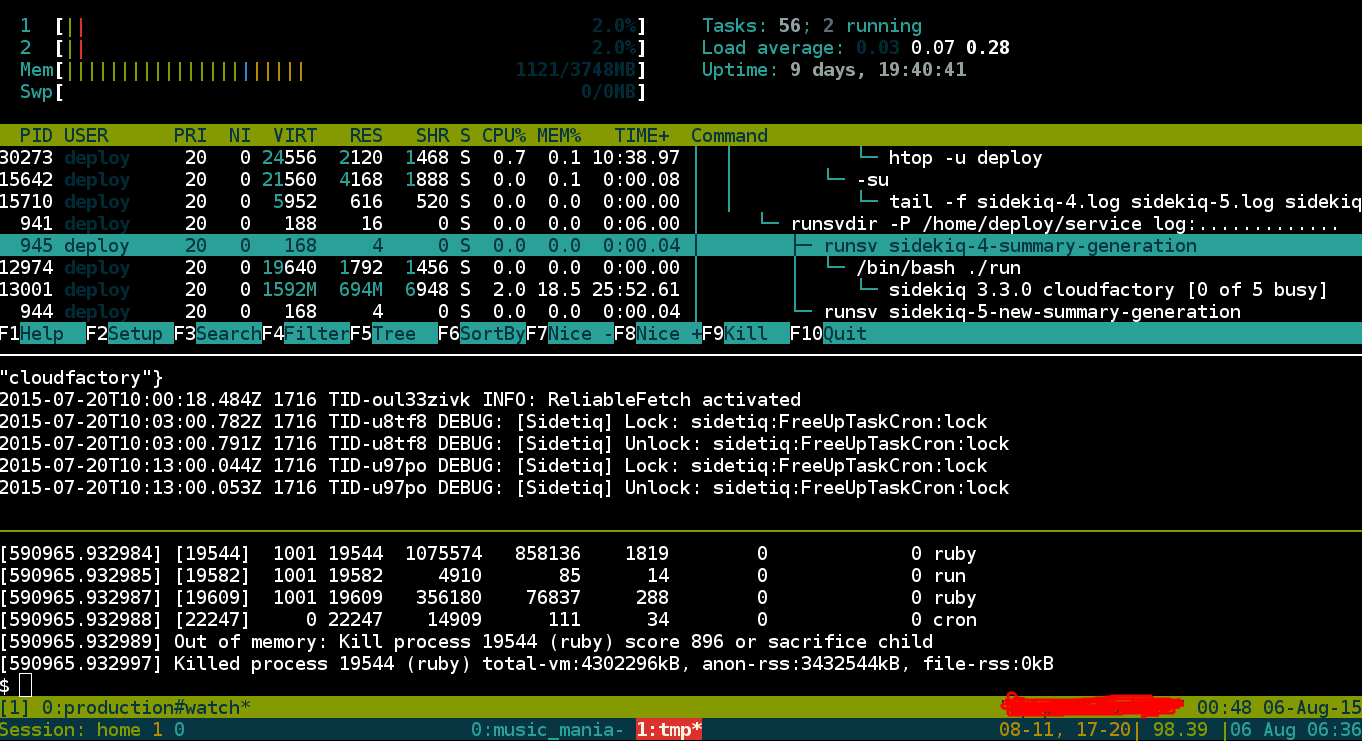 1 [|| 2.0%] Tasks: 56; 2 running
2 [|| 2.0%] Load average: 0.03 0.07 0.28
Mem[|||||||||||||||||||||| 1121/3748MB] Uptime: 9 days, 19:40:41
Swp[ 0/0MB]
PID USER PRI NI VIRT RES SHR S CPU% MEM% TIME+ Command
30273 deploy 20 0 24556 2120 1468 S 0.7 0.1 10:38.97 │ │ └─ htop -u deploy
15642 deploy 20 0 21560 4168 1888 S 0.0 0.1 0:00.08 │ │ └─ -su
15710 deploy 20 0 5952 616 520 S 0.0 0.0 0:00.00 │ │ └─ tail -f sidekiq-4.log sidekiq-5.log sidekiq
941 deploy 20 0 188 16 0 S 0.0 0.0 0:06.00 │ └─ runsvdir -P /home/deploy/service log:.............
945 deploy 20 0 168 4 0 S 0.0 0.0 0:00.04 │ ├─ runsv sidekiq-4-summary-generation
12974 deploy 20 0 19640 1792 1456 S 0.0 0.0 0:00.00 │ │ └─ /bin/bash ./run
13001 deploy 20 0 1592M 694M 6948 S 2.0 18.5 25:52.61 │ │ └─ sidekiq 3.3.0 cloudfactory [0 of 5 busy]
944 deploy 20 0 168 4 0 S 0.0 0.0 0:00.04 │ └─ runsv sidekiq-5-new-summary-generation
F1Help F2Setup F3SearchF4FilterF5Tree F6SortByF7Nice -F8Nice +F9Kill F10Quit
"cloudfactory"}
2015-07-20T10:00:18.484Z 1716 TID-oul33zivk INFO: ReliableFetch activated
2015-07-20T10:03:00.782Z 1716 TID-u8tf8 DEBUG: [Sidetiq] Lock: sidetiq:FreeUpTaskCron:lock
2015-07-20T10:03:00.791Z 1716 TID-u8tf8 DEBUG: [Sidetiq] Unlock: sidetiq:FreeUpTaskCron:lock
2015-07-20T10:13:00.044Z 1716 TID-u97po DEBUG: [Sidetiq] Lock: sidetiq:FreeUpTaskCron:lock
2015-07-20T10:13:00.053Z 1716 TID-u97po DEBUG: [Sidetiq] Unlock: sidetiq:FreeUpTaskCron:lock
[590965.932984] [19544] 1001 19544 1075574 858136 1819 0 0 ruby
[590965.932985] [19582] 1001 19582 4910 85 14 0 0 run
[590965.932987] [19609] 1001 19609 356180 76837 288 0 0 ruby
[590965.932988] [22247] 0 22247 14909 111 34 0 0 cron
[590965.932989] Out of memory: Kill process 19544 (ruby) score 896 or sacrifice child
[590965.932997] Killed process 19544 (ruby) total-vm:4302296kB, anon-rss:3432544kB, file-rss:0kB
$
[1] 0:production#watch* 00:48 06-Aug-15
Session: home 1 0 0:music_mania- 1:tmp* 08-11, 17-20| 98.39 |06 Aug 06:36